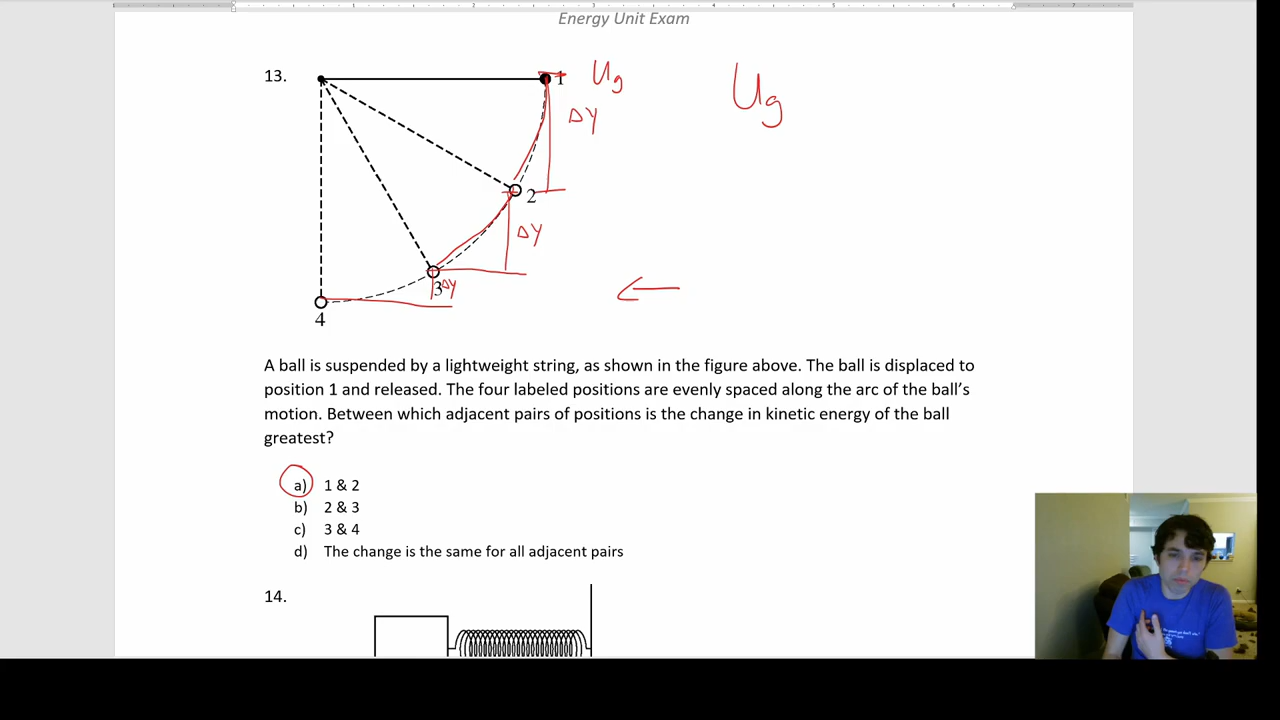 Energy Unit Exam
13.
1
Ug
Ug
ΔY
2
ΔY
3
ΔY
4
A ball is suspended by a lightweight string, as shown in the figure above. The ball is displaced to
position 1 and released. The four labeled positions are evenly spaced along the arc of the ball's
motion. Between which adjacent pairs of positions is the change in kinetic energy of the ball
greatest?
a) 1 & 2
b) 2 & 3
c) 3 & 4
d) The change is the same for all adjacent pairs
14.